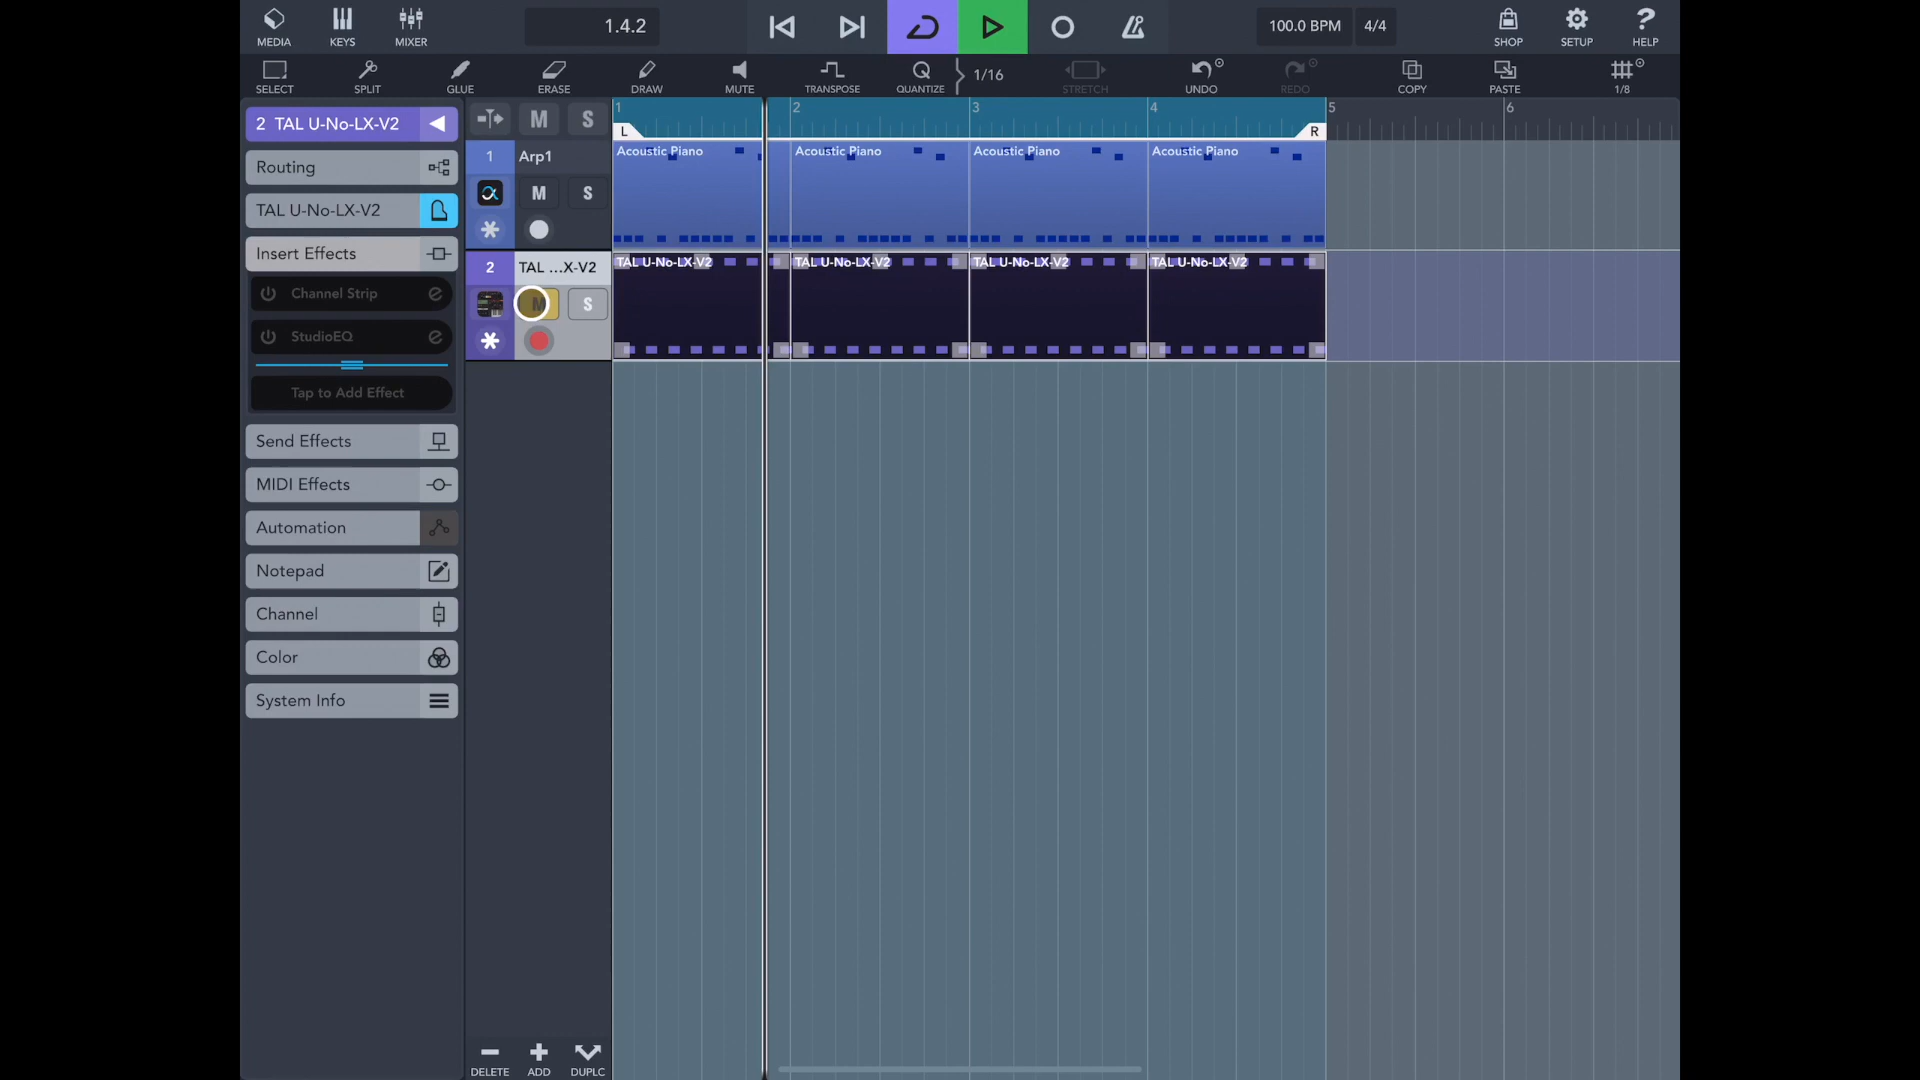 MEDIA
KEYS
MIXER
1.4.2
100.0 BPM
4/4
SHOP
SETUP
HELP
SELECT
SPLIT
GLUE
ERASE
DRAW
MUTE
TRANSPOSE
Q
QUANTIZE
1/16
STRETCH
UNDO
REDO
COPY
PASTE
1/8
2 TAL U-No-LX-V2
M
S
1
2
3
4
5
6
L
R
Routing
1
Arp1
Acoustic Piano
Acoustic Piano
Acoustic Piano
Acoustic Piano
TAL U-No-LX-V2
M
S
Insert Effects
2
TAL ...X-V2
TAL U-No-LX-V2
TAL U-No-LX-V2
TAL U-No-LX-V2
TAL U-No-LX-V2
Channel Strip
M
S
StudioEQ
Tap to Add Effect
Send Effects
MIDI Effects
Automation
Notepad
Channel
Color
System Info
DELETE
ADD
DUPLC